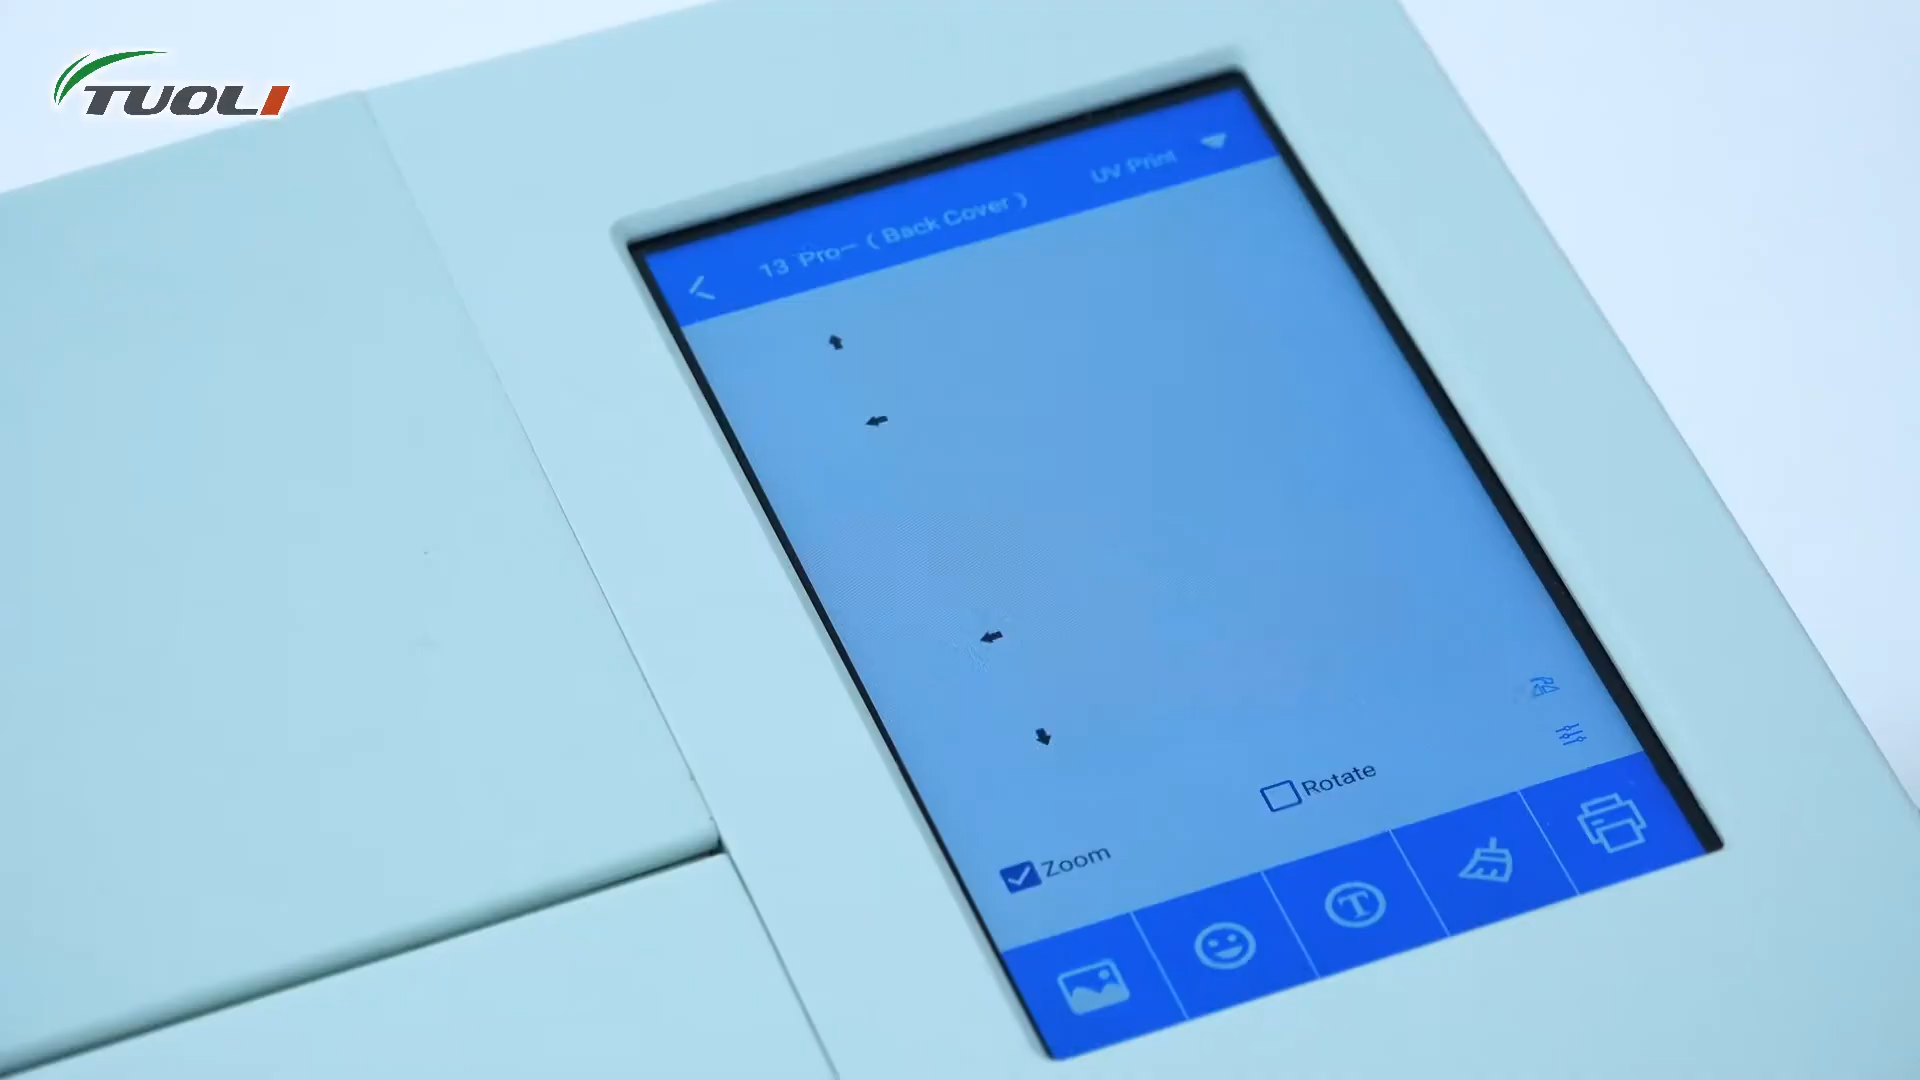 TUOLI
13 Pro— ( Back Cover )
UV Print
Rotate
Zoom
T